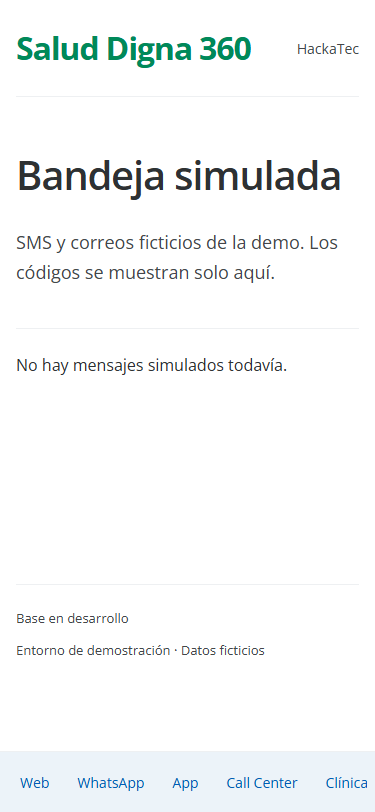 Salud Digna 360
HackaTec
Bandeja simulada
SMS y correos ficticios de la demo. Los
códigos se muestran solo aquí.
No hay mensajes simulados todavía.
Base en desarrollo
Entorno de demostración · Datos ficticios
Web WhatsApp App Call Center Clínica